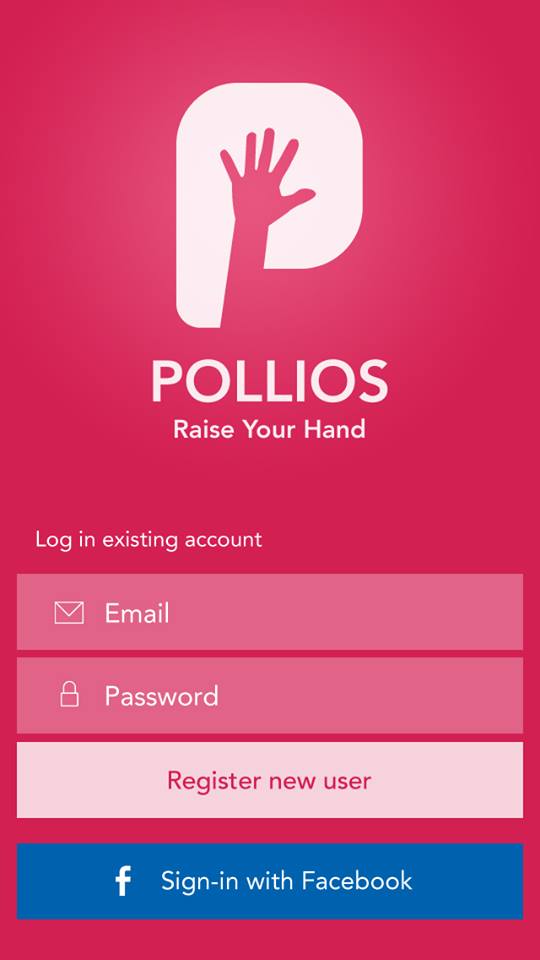 POLLIOS
Raise Your Hand
Log in existing account
Email
Password
Register new user
f Sign-in with Facebook